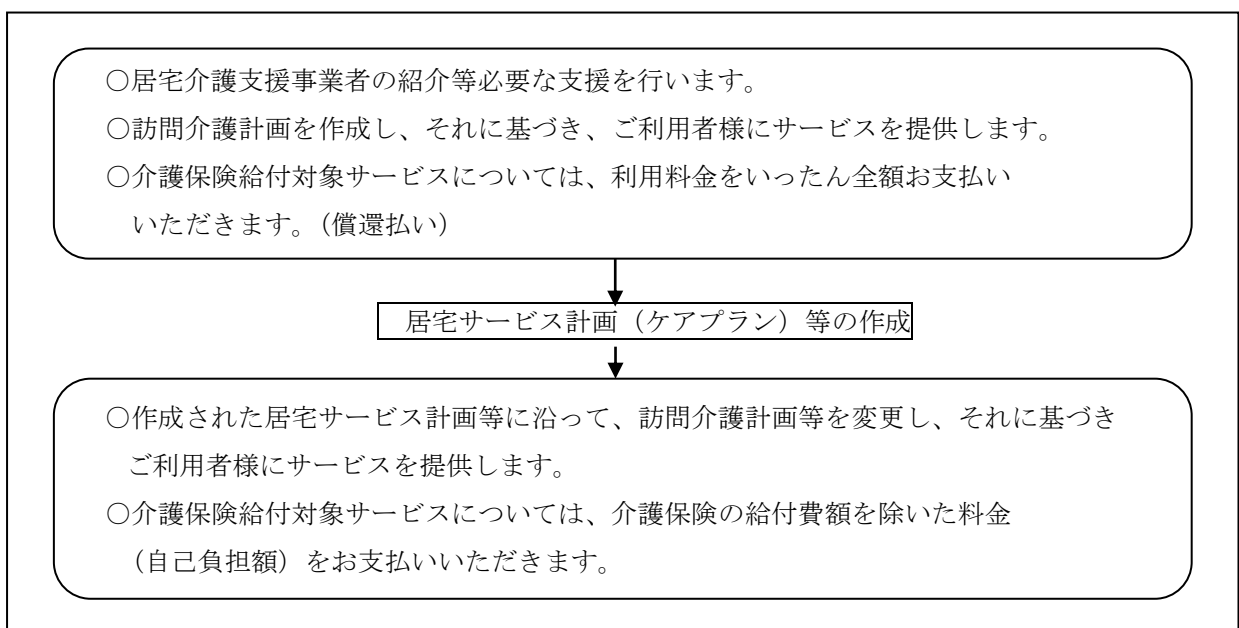 ○居宅介護支援事業者の紹介等必要な支援を行います。
○訪問介護計画を作成し、それに基づき、ご利用者様にサービスを提供します。
○介護保険給付対象サービスについては、利用料金をいったん全額お支払い
いただきます。（償還払い）
居宅サービス計画（ケアプラン）等の作成
○作成された居宅サービス計画等に沿って、訪問介護計画等を変更し、それに基づき
ご利用者様にサービスを提供します。
○介護保険給付対象サービスについては、介護保険の給付費額を除いた料金
（自己負担額）をお支払いいただきます。